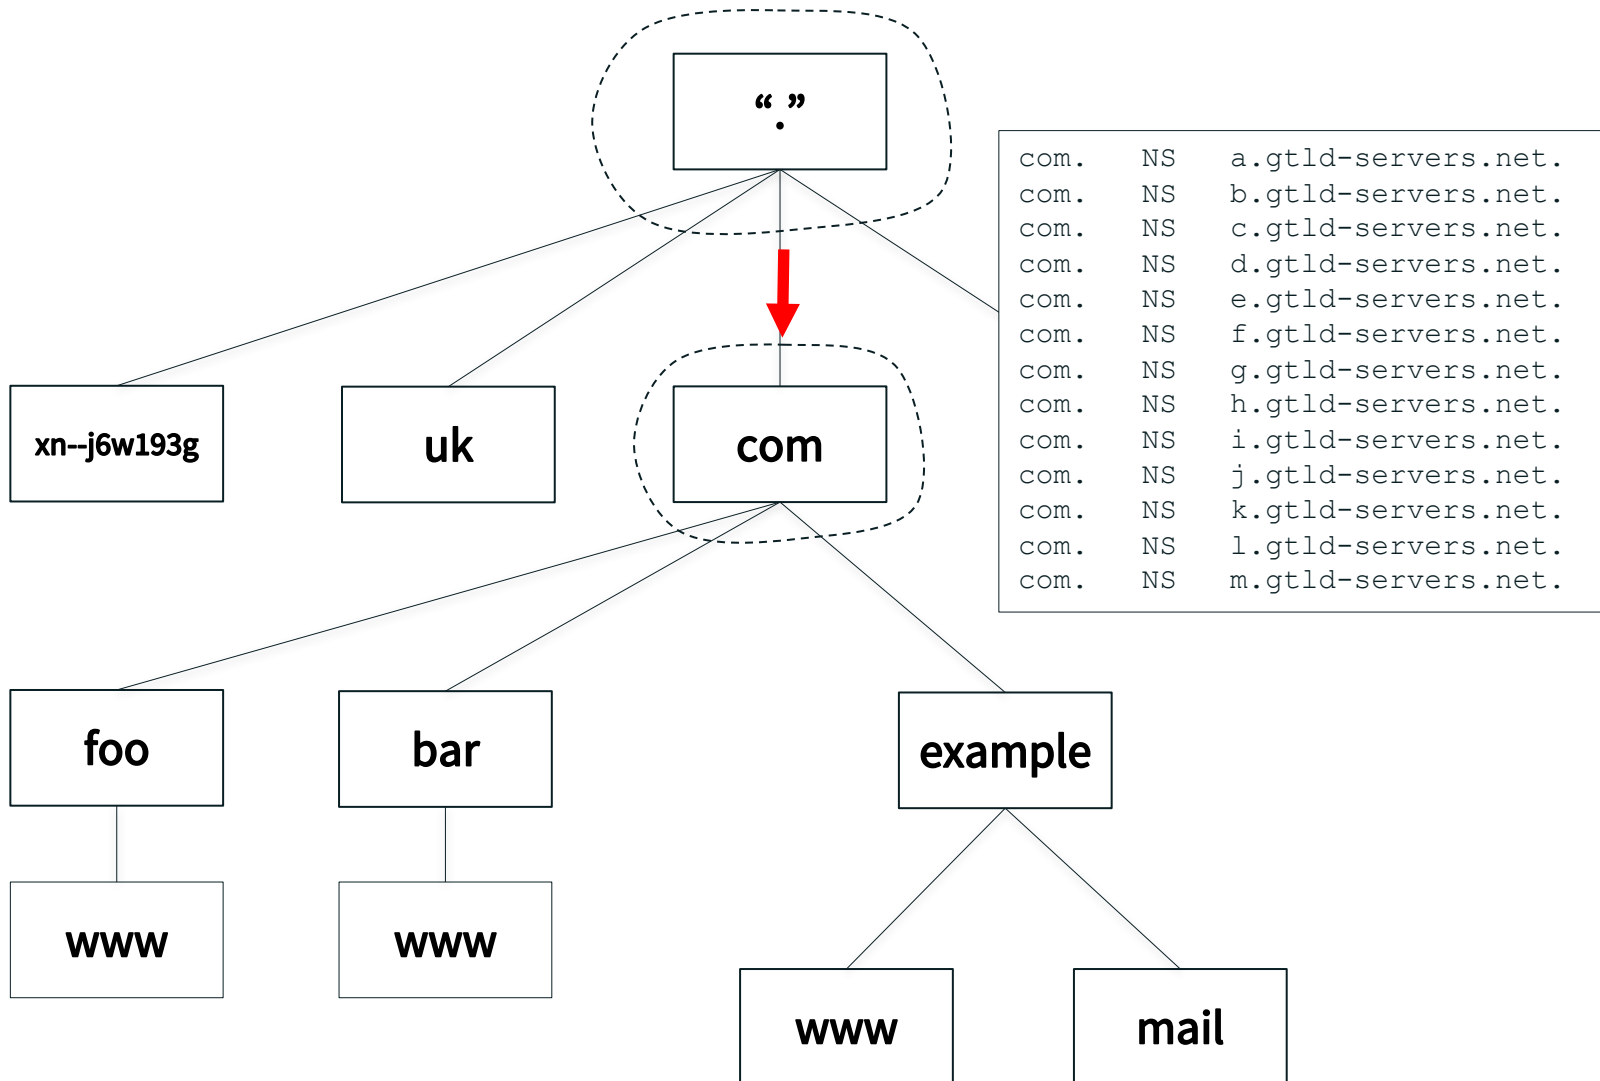 “.”
com. NS a.gtld-servers.net.
com. NS b.gtld-servers.net.
com. NS c.gtld-servers.net.
com. NS d.gtld-servers.net.
com. NS e.gtld-servers.net.
com. NS f.gtld-servers.net.
com. NS g.gtld-servers.net.
com. NS h.gtld-servers.net.
com. NS i.gtld-servers.net.
com. NS j.gtld-servers.net.
com. NS k.gtld-servers.net.
com. NS l.gtld-servers.net.
com. NS m.gtld-servers.net.
xn--j6w193g
uk
com
foo
bar
example
www
www
www
mail